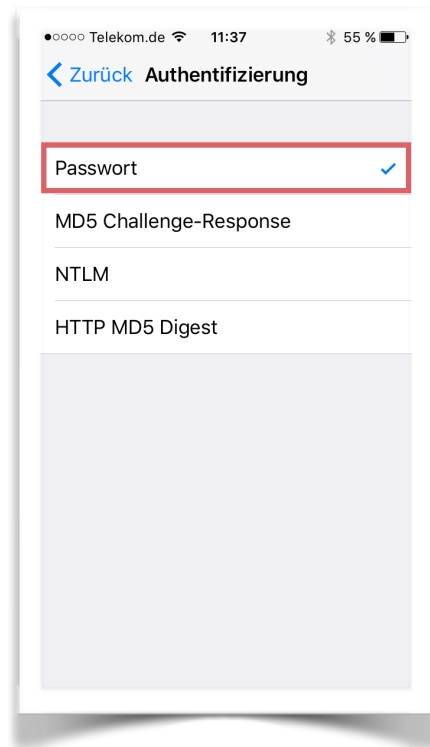 Telekom.de 11:37 55 %
Zurück Authentifizierung
Passwort
MD5 Challenge-Response
NTLM
HTTP MD5 Digest